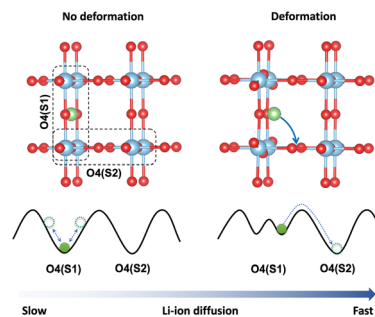 No deformation
Deformation
O4(S1)
O4(S2)
O4(S1)
O4(S2)
O4(S1)
O4(S2)
Slow
Li-ion diffusion
Fast